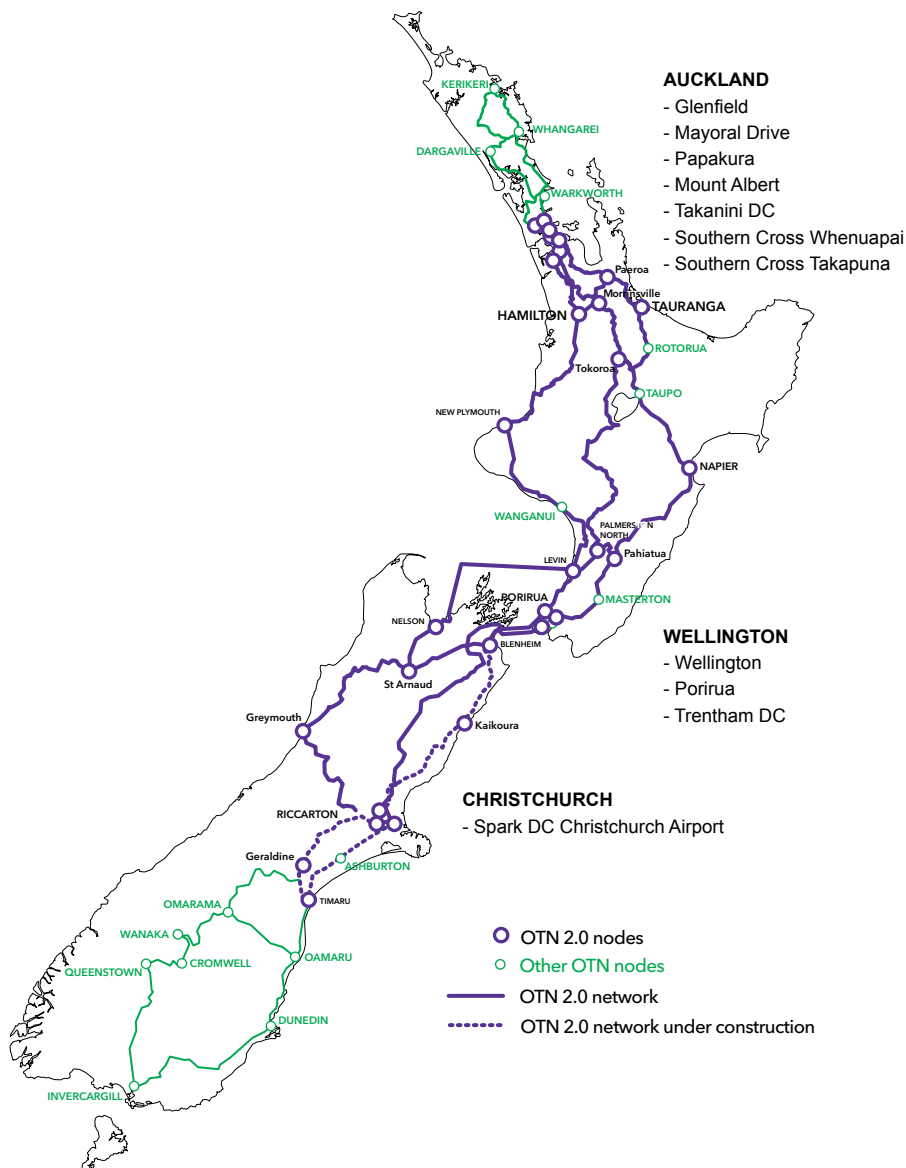 KERIKERI
WHANGAREI
DARGAVILLE
WARKWORTH
AUCKLAND
- Glenfield
- Mayoral Drive
- Papakura
- Mount Albert
- Takanini DC
- Southern Cross Whenuapai
- Southern Cross Takapuna
Paeroa
Morrinsville
HAMILTON
TAURANGA
ROTORUA
Tokoroa
TAUPO
NEW PLYMOUTH
NAPIER
WANGANUI
NORTH
Pahiatua
LEVIN
MASTERTON
PORIRUA
NELSON
BLENHEIM
WELLINGTON
- Wellington
- Porirua
- Trentham DC
St Arnaud
Greymouth
Kaikoura
CHRISTCHURCH
- Spark DC Christchurch Airport
RICCARTON
Geraldine
ASHBURTON
TIMARU
OMARAMA
WANAKA
QUEENSTOWN
CROMWELL
OAMARU
DUNEDIN
INVERCARGILL
OTN 2.0 nodes
Other OTN nodes
OTN 2.0 network
OTN 2.0 network under construction